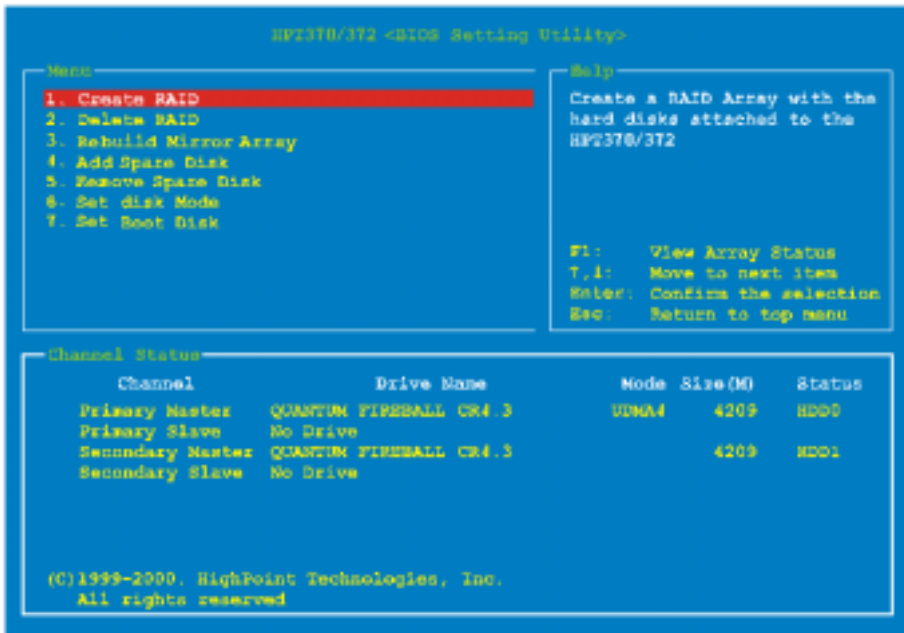 HPT370/372 <BIOS Setting Utility>
Menu
1. Create RAID
2. Delete RAID
3. Rebuild Mirror Array
4. Add Spare Disk
5. Remove Spare Disk
6. Set disk Mode
7. Set Boot Disk
Help
Create a RAID Array with the
hard disks attached to the
HPT370/372
F1: View Array Status
↑,↓: Move to next item
Enter: Confirm the selection
Esc: Return to top menu
Channel Status
Channel Drive Name Mode Size(M) Status
Primary Master QUANTUM FIREBALL CR4.3 UDMA4 4209 HDD0
Primary Slave No Drive
Secondary Master QUANTUM FIREBALL CR4.3 4209 HDD1
Secondary Slave No Drive
(C)1999-2000. HighPoint Technologies, Inc.
All rights reserved